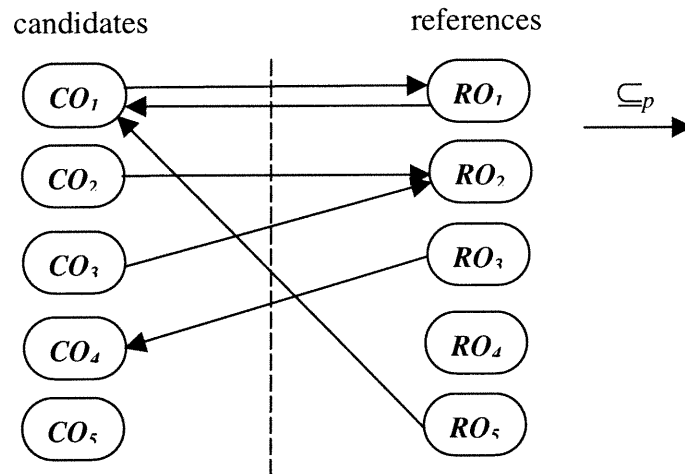 candidates references
CO₁ RO₁ ⊆ₚ
CO₂ RO₂
CO₃ RO₃
CO₄ RO₄
CO₅ RO₅